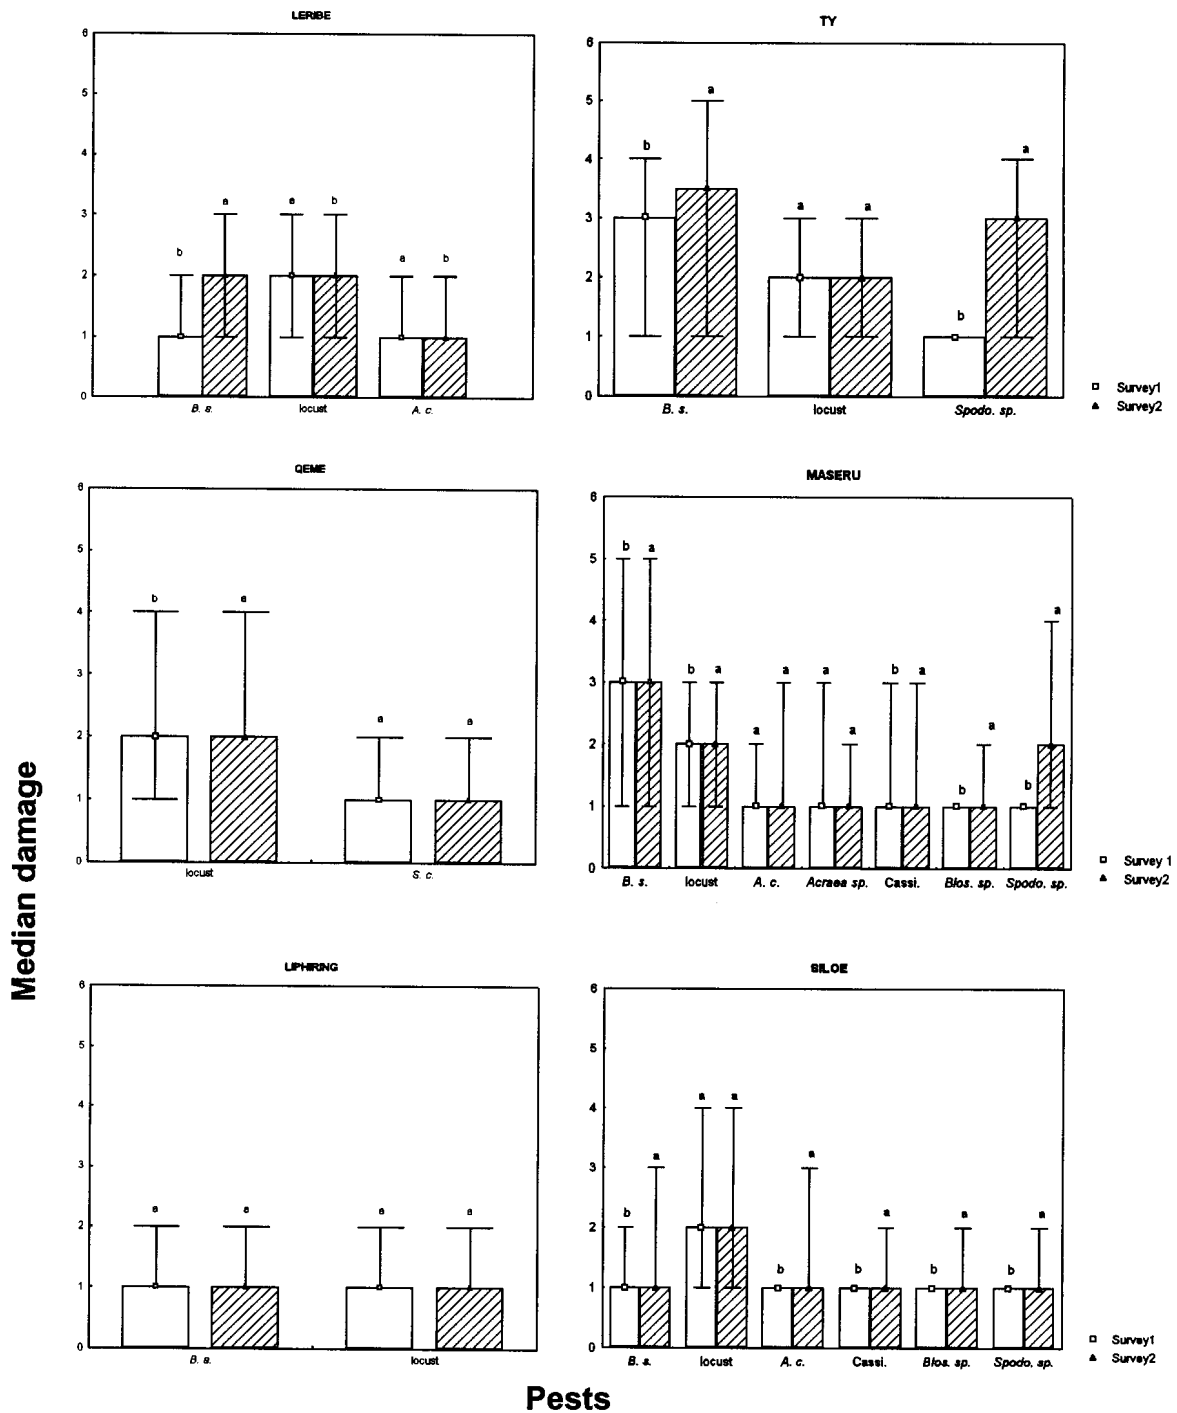 LERIBE
6
5
4
3
2
1
0
b a a b a b
B. s. locust A. c.
TY
6
5
4
3
2
1
0
b a a a b a
B. s. locust Spodo. sp.
Survey1
Survey2
QEME
6
5
4
3
2
1
0
b a a a
locust S. c.
MASERU
6
5
4
3
2
1
0
b a b a a a a a b a b a b a
B. s. locust A. c. Acraea sp. Cassi. Blos. sp. Spodo. sp.
Survey 1
Survey2
Median damage
LIPHIRING
6
5
4
3
2
1
0
a a a a
B. s. locust
SILOE
6
5
4
3
2
1
0
b a a a b a b a b a b a
B. s. locust A. c. Cassi. Blos. sp. Spodo. sp.
Survey1
Survey2
Pests